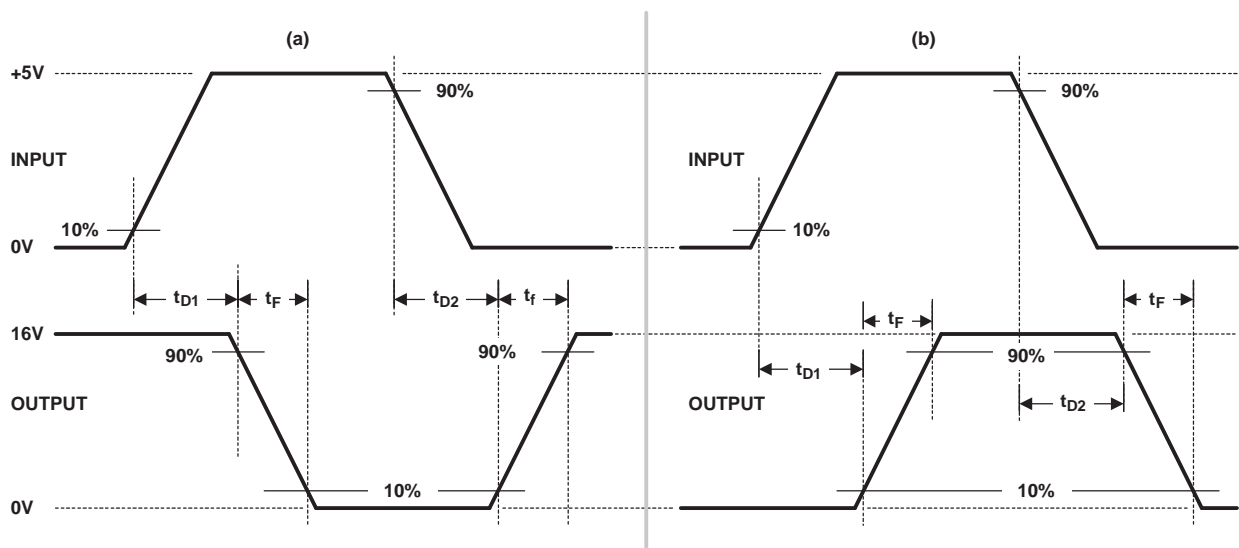 (a)
(b)
+5V
90%
90%
INPUT
INPUT
10%
10%
0V
tD1
tF
tD2
tf
tF
tF
16V
90%
90%
90%
tD1
OUTPUT
OUTPUT
tD2
10%
10%
0V